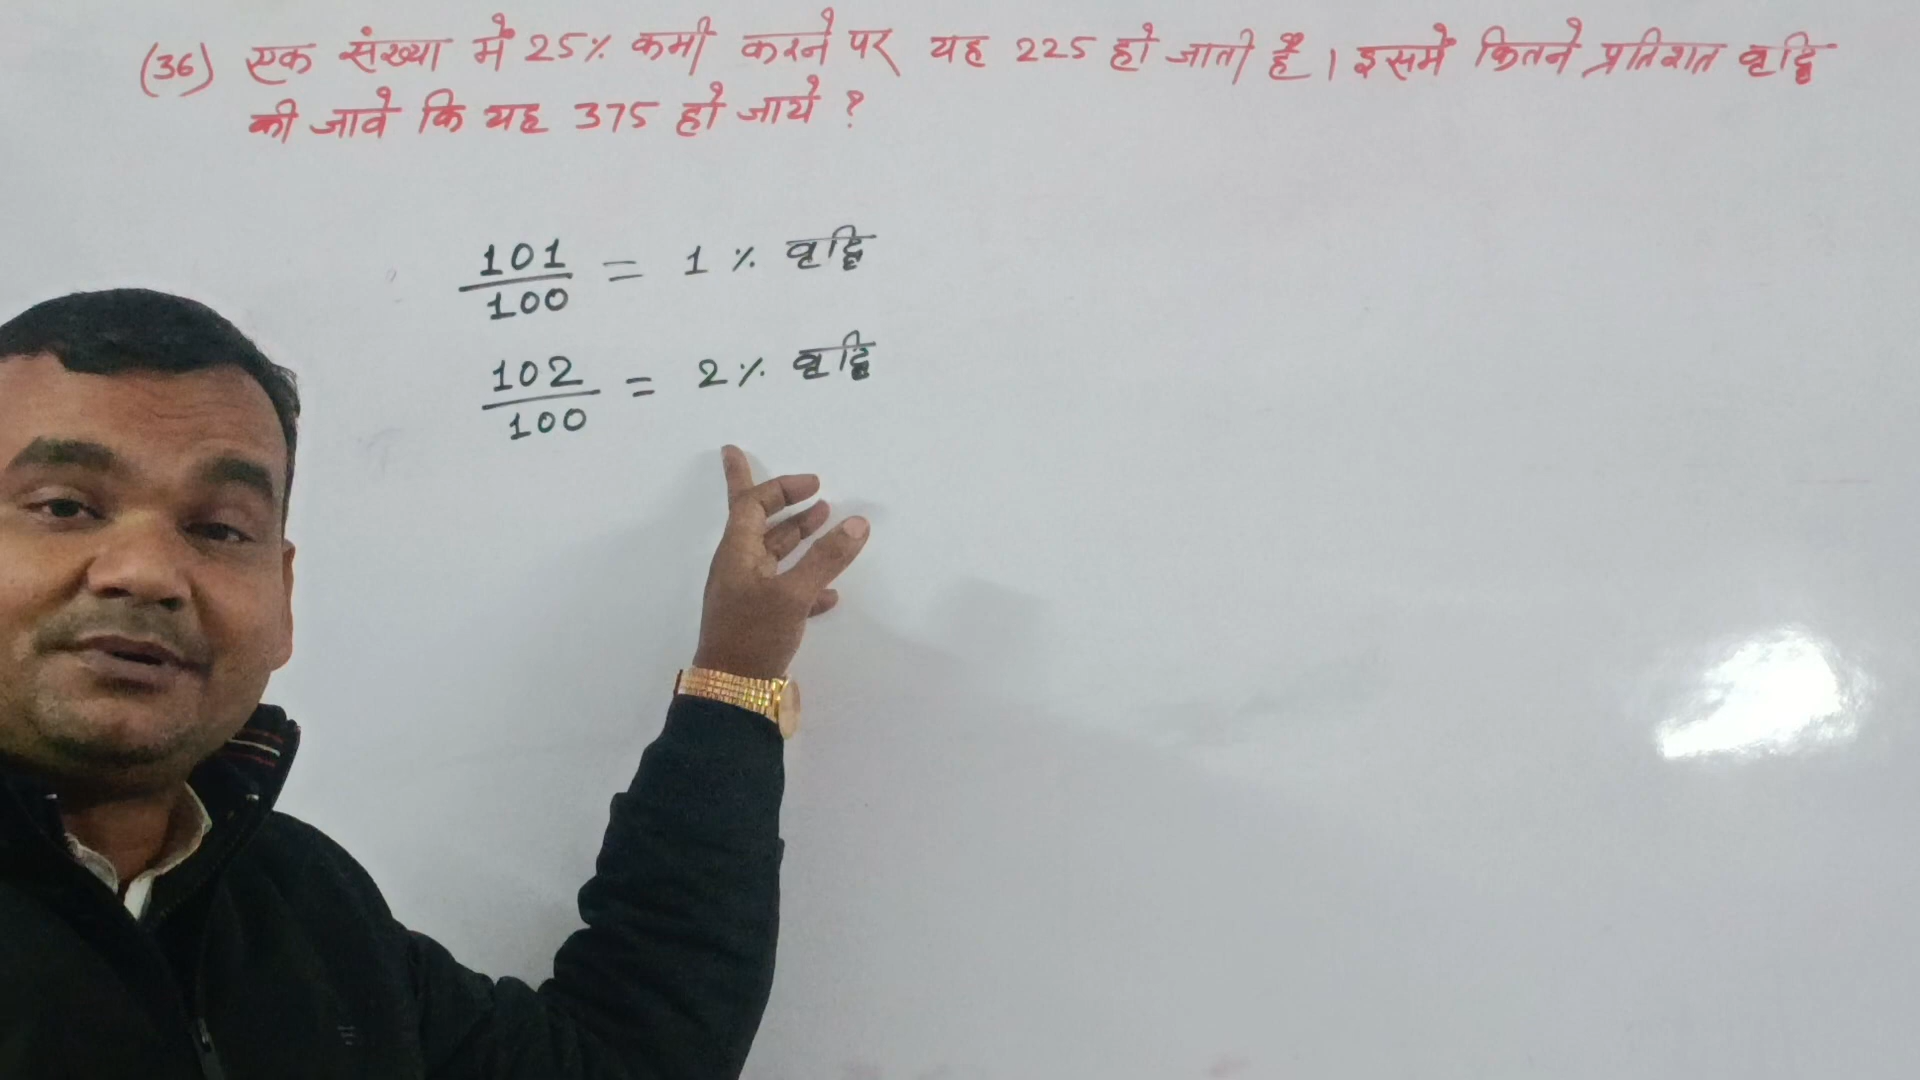 (36) एक संख्या में 25% कमी करने पर यह 225 हो जाती है । इसमें कितने प्रतिशत वृद्धि
की जावे कि यह 375 हो जाये ?
101/100 = 1 % वृद्धि
102/100 = 2 % वृद्धि